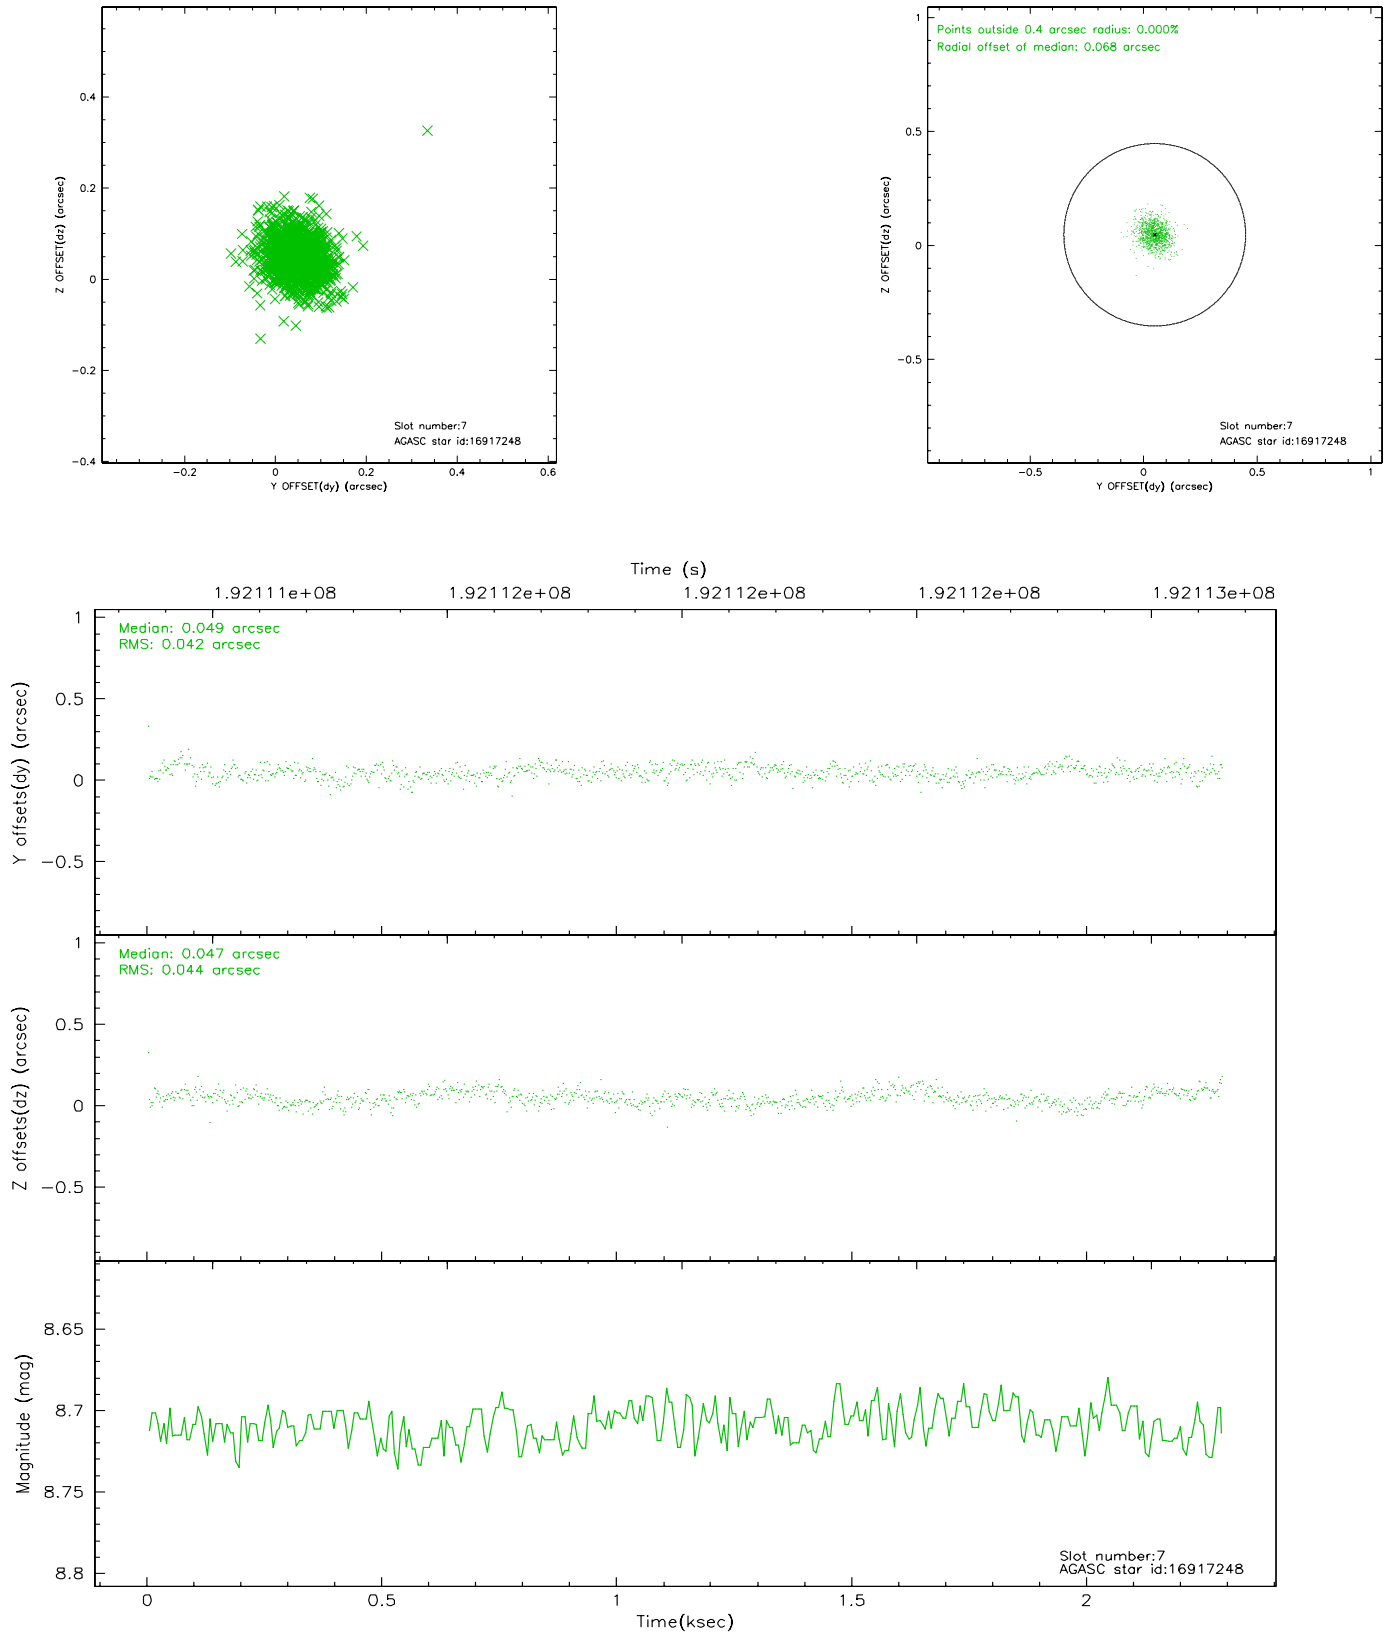 0.4
0.2
0
−0.2
−0.4
Z OFFSET(dz) (arcsec)
−0.2 0 0.2 0.4 0.6
Y OFFSET(dy) (arcsec)
Slot number:7
AGASC star id:16917248
Points outside 0.4 arcsec radius: 0.000%
Radial offset of median: 0.068 arcsec
1
0.5
0
−0.5
Z OFFSET(dz) (arcsec)
−0.5 0 0.5 1
Y OFFSET(dy) (arcsec)
Slot number:7
AGASC star id:16917248
Time (s)
1.92111e+08 1.92112e+08 1.92112e+08 1.92112e+08 1.92113e+08
Median: 0.049 arcsec
RMS: 0.042 arcsec
1
0.5
0
−0.5
Y offsets(dy) (arcsec)
Median: 0.047 arcsec
RMS: 0.044 arcsec
1
0.5
0
−0.5
Z offsets(dz) (arcsec)
8.65
8.7
8.75
8.8
Magnitude (mag)
Slot number:7
AGASC star id:16917248
0 0.5 1 1.5 2
Time(ksec)